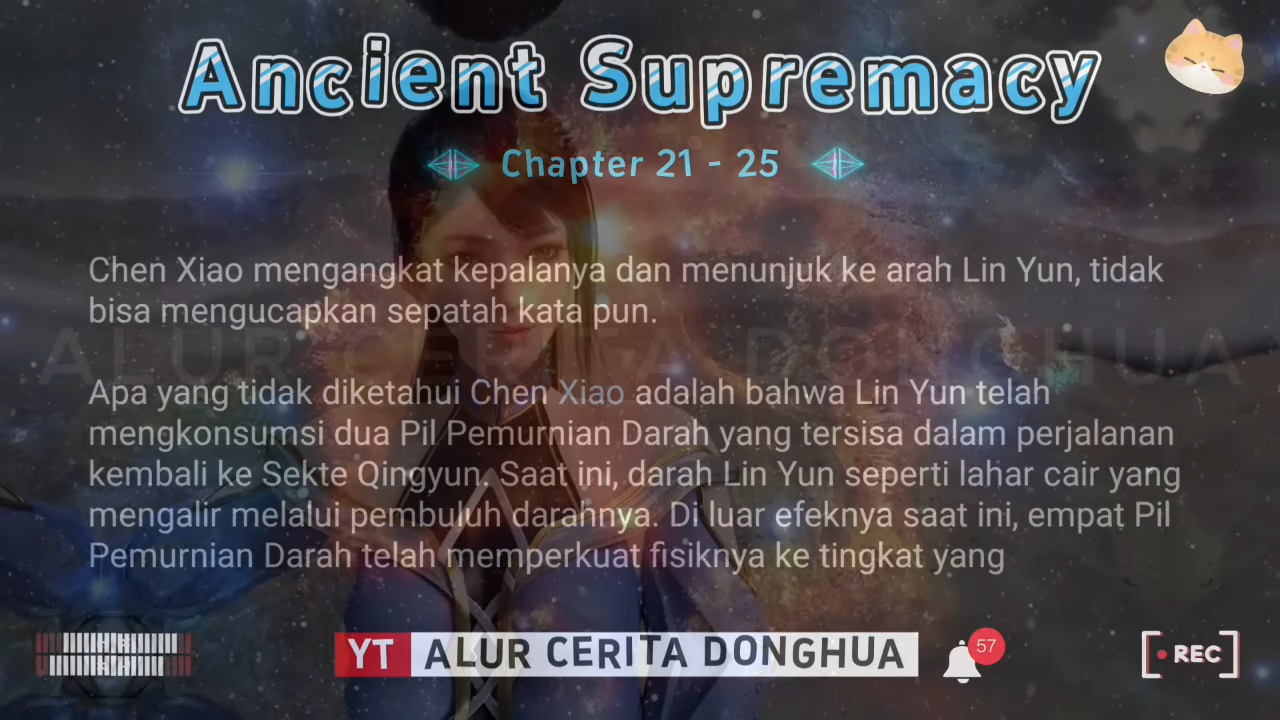 Ancient Supremacy
Chapter 21 - 25
Chen Xiao mengangkat kepalanya dan menunjuk ke arah Lin Yun, tidak
bisa mengucapkan sepatah kata pun.
ALUR CERITA DONGHUA
Apa yang tidak diketahui Chen Xiao adalah bahwa Lin Yun telah
mengkonsumsi dua Pil Pemurnian Darah yang tersisa dalam perjalanan
kembali ke Sekte Qingyun. Saat ini, darah Lin Yun seperti lahar cair yang
mengalir melalui pembuluh darahnya. Di luar efeknya saat ini, empat Pil
Pemurnian Darah telah memperkuat fisiknya ke tingkat yang
YT ALUR CERITA DONGHUA
57
REC